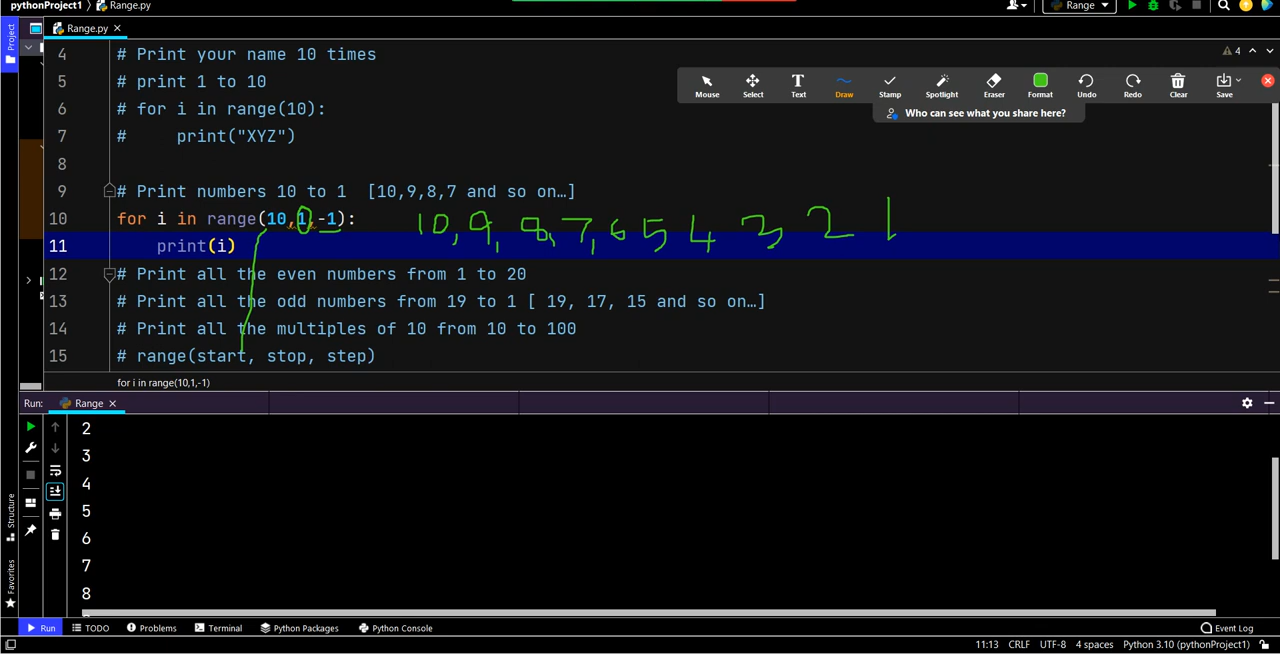 pythonProject1 Range.py
Range
Project
Range.py
4
4 # Print your name 10 times
5 # print 1 to 10
6 # for i in range(10):
7 # print("XYZ")
8
9 # Print numbers 10 to 1 [10,9,8,7 and so on…]
10 for i in range(10,1,-1): 10, 9, 8, 7, 6 5 4 3 2 1
11 print(i)
12 # Print all the even numbers from 1 to 20
13 # Print all the odd numbers from 19 to 1 [ 19, 17, 15 and so on…]
14 # Print all the multiples of 10 from 10 to 100
15 # range(start, stop, step)
for i in range(10,1,-1)
Mouse Select Text Draw Stamp Spotlight Eraser Format Undo Redo Clear Save
Who can see what you share here?
Run: Range
2
3
4
5
6
7
8
Structure
Favorites
Run TODO Problems Terminal Python Packages Python Console Event Log
11:13 CRLF UTF-8 4 spaces Python 3.10 (pythonProject1)